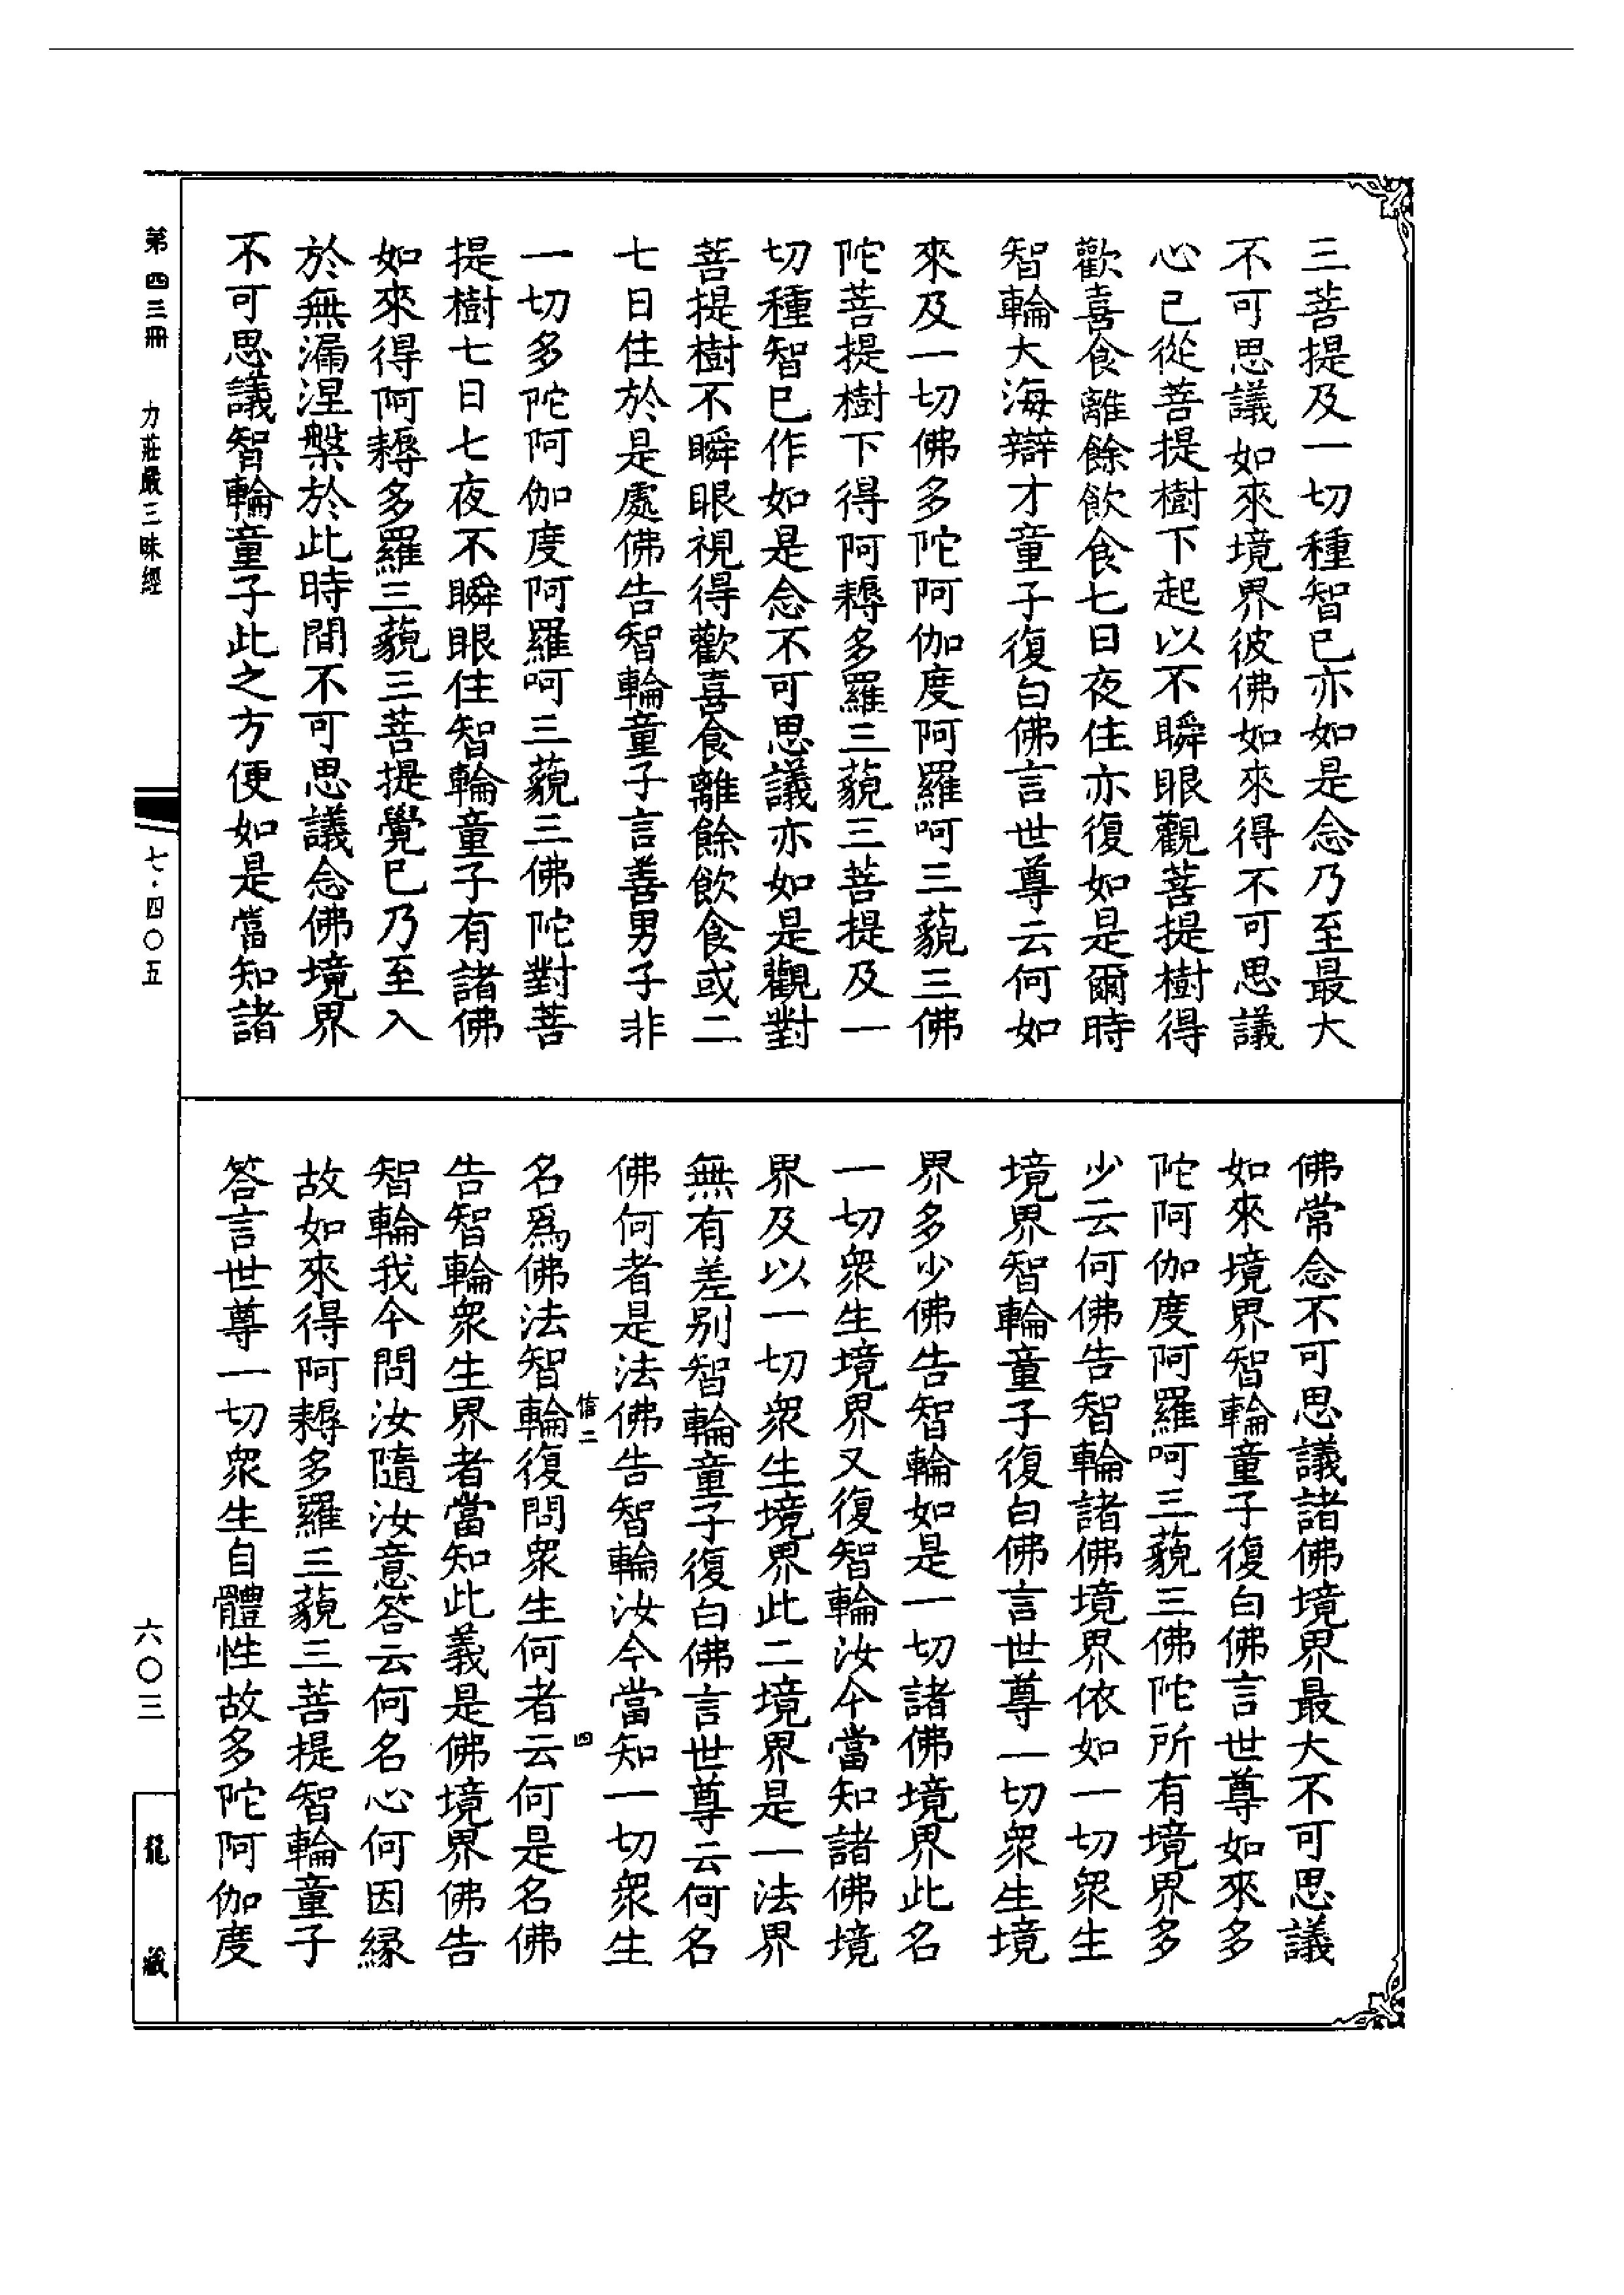 三菩提及一切種智已亦如是念乃至最大
不可思議如來境界彼佛如來得不可思議
心已從菩提樹下起以不瞬眼觀菩提樹得
歡喜食離餘飲食七日夜住亦復如是爾時
智輪大海辯才童子復白佛言世尊云何如
來及一切佛多陀阿伽度阿羅呵三藐三佛
陀菩提樹下得阿耨多羅三藐三菩提及一
切種智已作如是念不可思議亦如是觀對
菩提樹不瞬眼視得歡喜食離餘飲食或二
七日住於是處佛告智輪童子言善男子非
一切多陀阿伽度阿羅呵三藐三佛陀對菩
提樹七日七夜不瞬眼住智輪童子有諸佛
如來得阿耨多羅三藐三菩提覺已乃至入
於無漏涅槃於此時間不可思議念佛境界
不可思議智輪童子此之方便如是當知諸
佛常念不可思議諸佛境界最大不可思議
如來境界智輪童子復白佛言世尊如來多
陀阿伽度阿羅呵三藐三佛陀所有境界多
少云何佛告智輪諸佛境界依如一切眾生
境界智輪童子復白佛言世尊一切眾生境
界多少佛告智輪如是一切諸佛境界此名
一切眾生境界又復智輪汝今當知諸佛境
界及以一切眾生境界此二境界是一法界
無有差別智輪童子復白佛言世尊云何名
佛何者是法佛告智輪汝今當知一切眾生
信二 四
名爲佛法智輪復問眾生何者云何是名佛
告智輪眾生界者當知此義是佛境界佛告
智輪我今問汝隨汝意答云何名心何因緣
故如來得阿耨多羅三藐三菩提智輪童子
答言世尊一切眾生自體性故多陀阿伽度
第四三冊 力莊嚴三昧經
七·四〇五
六〇三
龍藏